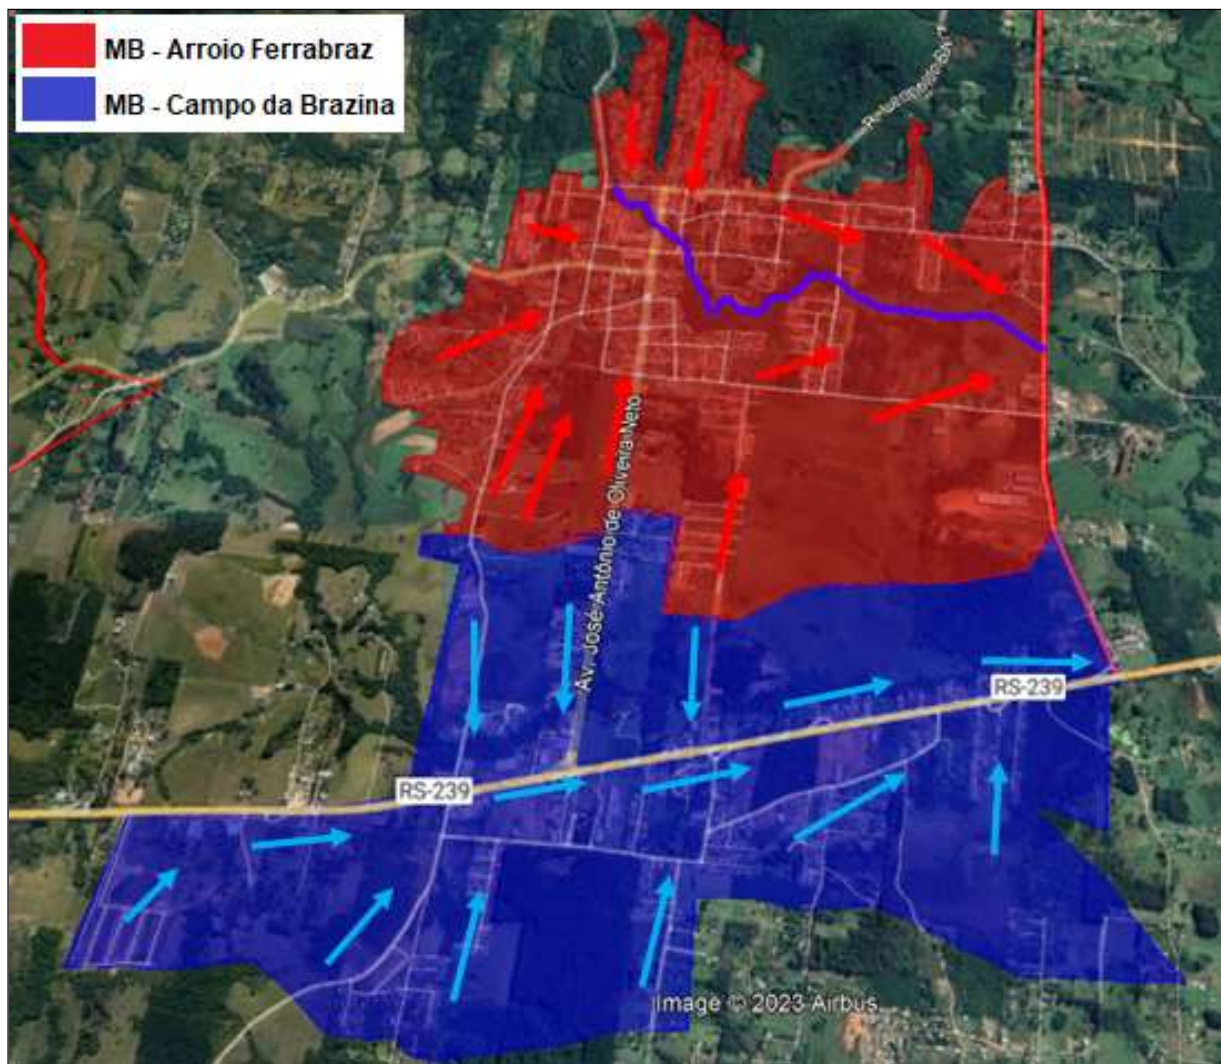 MB - Arroio Ferrabraz
MB - Campo da Brazina
Av. José Antônio de Oliveira Neto
RS-239
RS-239
Image © 2023 Airbus